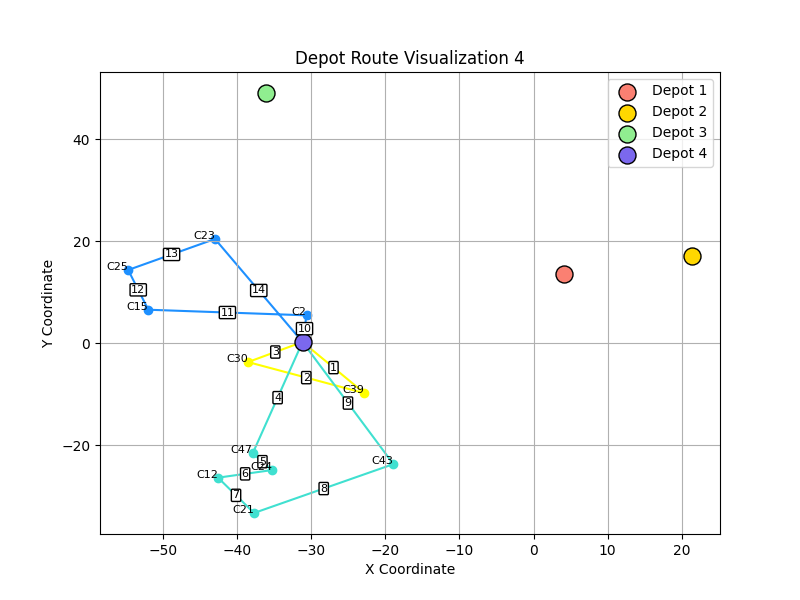 Depot Route Visualization 4
Depot 1
Depot 2
Depot 3
Depot 4
Y Coordinate
40
20
0
−20
C23
13
C25
12
14
C15
11
C2
10
3
C30
1
2
C39
4
9
C47
5
C24
6
C12
C43
7
8
C21
−50
−40
−30
−20
−10
0
10
20
X Coordinate